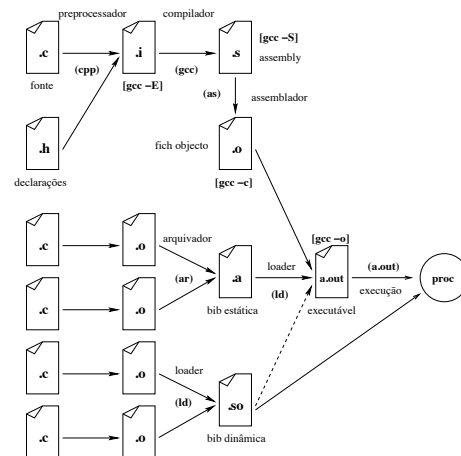 preprocessador
compilador
.c
.i
.s
[gcc −S]
assembly
(cpp)
(gcc)
fonte
[gcc −E]
(as)
assemblador
.h
fich objecto
.o
declarações
[gcc −c]
.c
.o
arquivador
[gcc −o]
.a
loader
a.out
(a.out)
proc
(ar)
(ld)
execução
.c
.o
bib estática
executável
.c
.o
loader
(ld)
.so
.c
.o
bib dinâmica